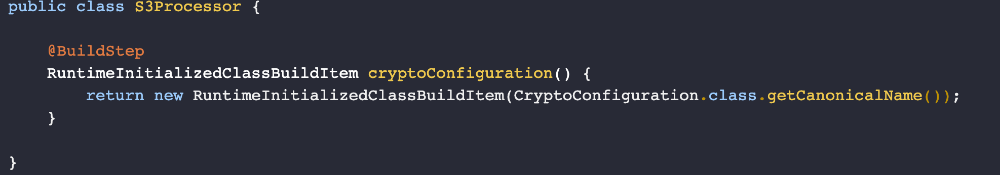 public class S3Processor {
@BuildStep
RuntimeInitializedClassBuildItem cryptoConfiguration() {
return new RuntimeInitializedClassBuildItem(CryptoConfiguration.class.getCanonicalName());
}
}